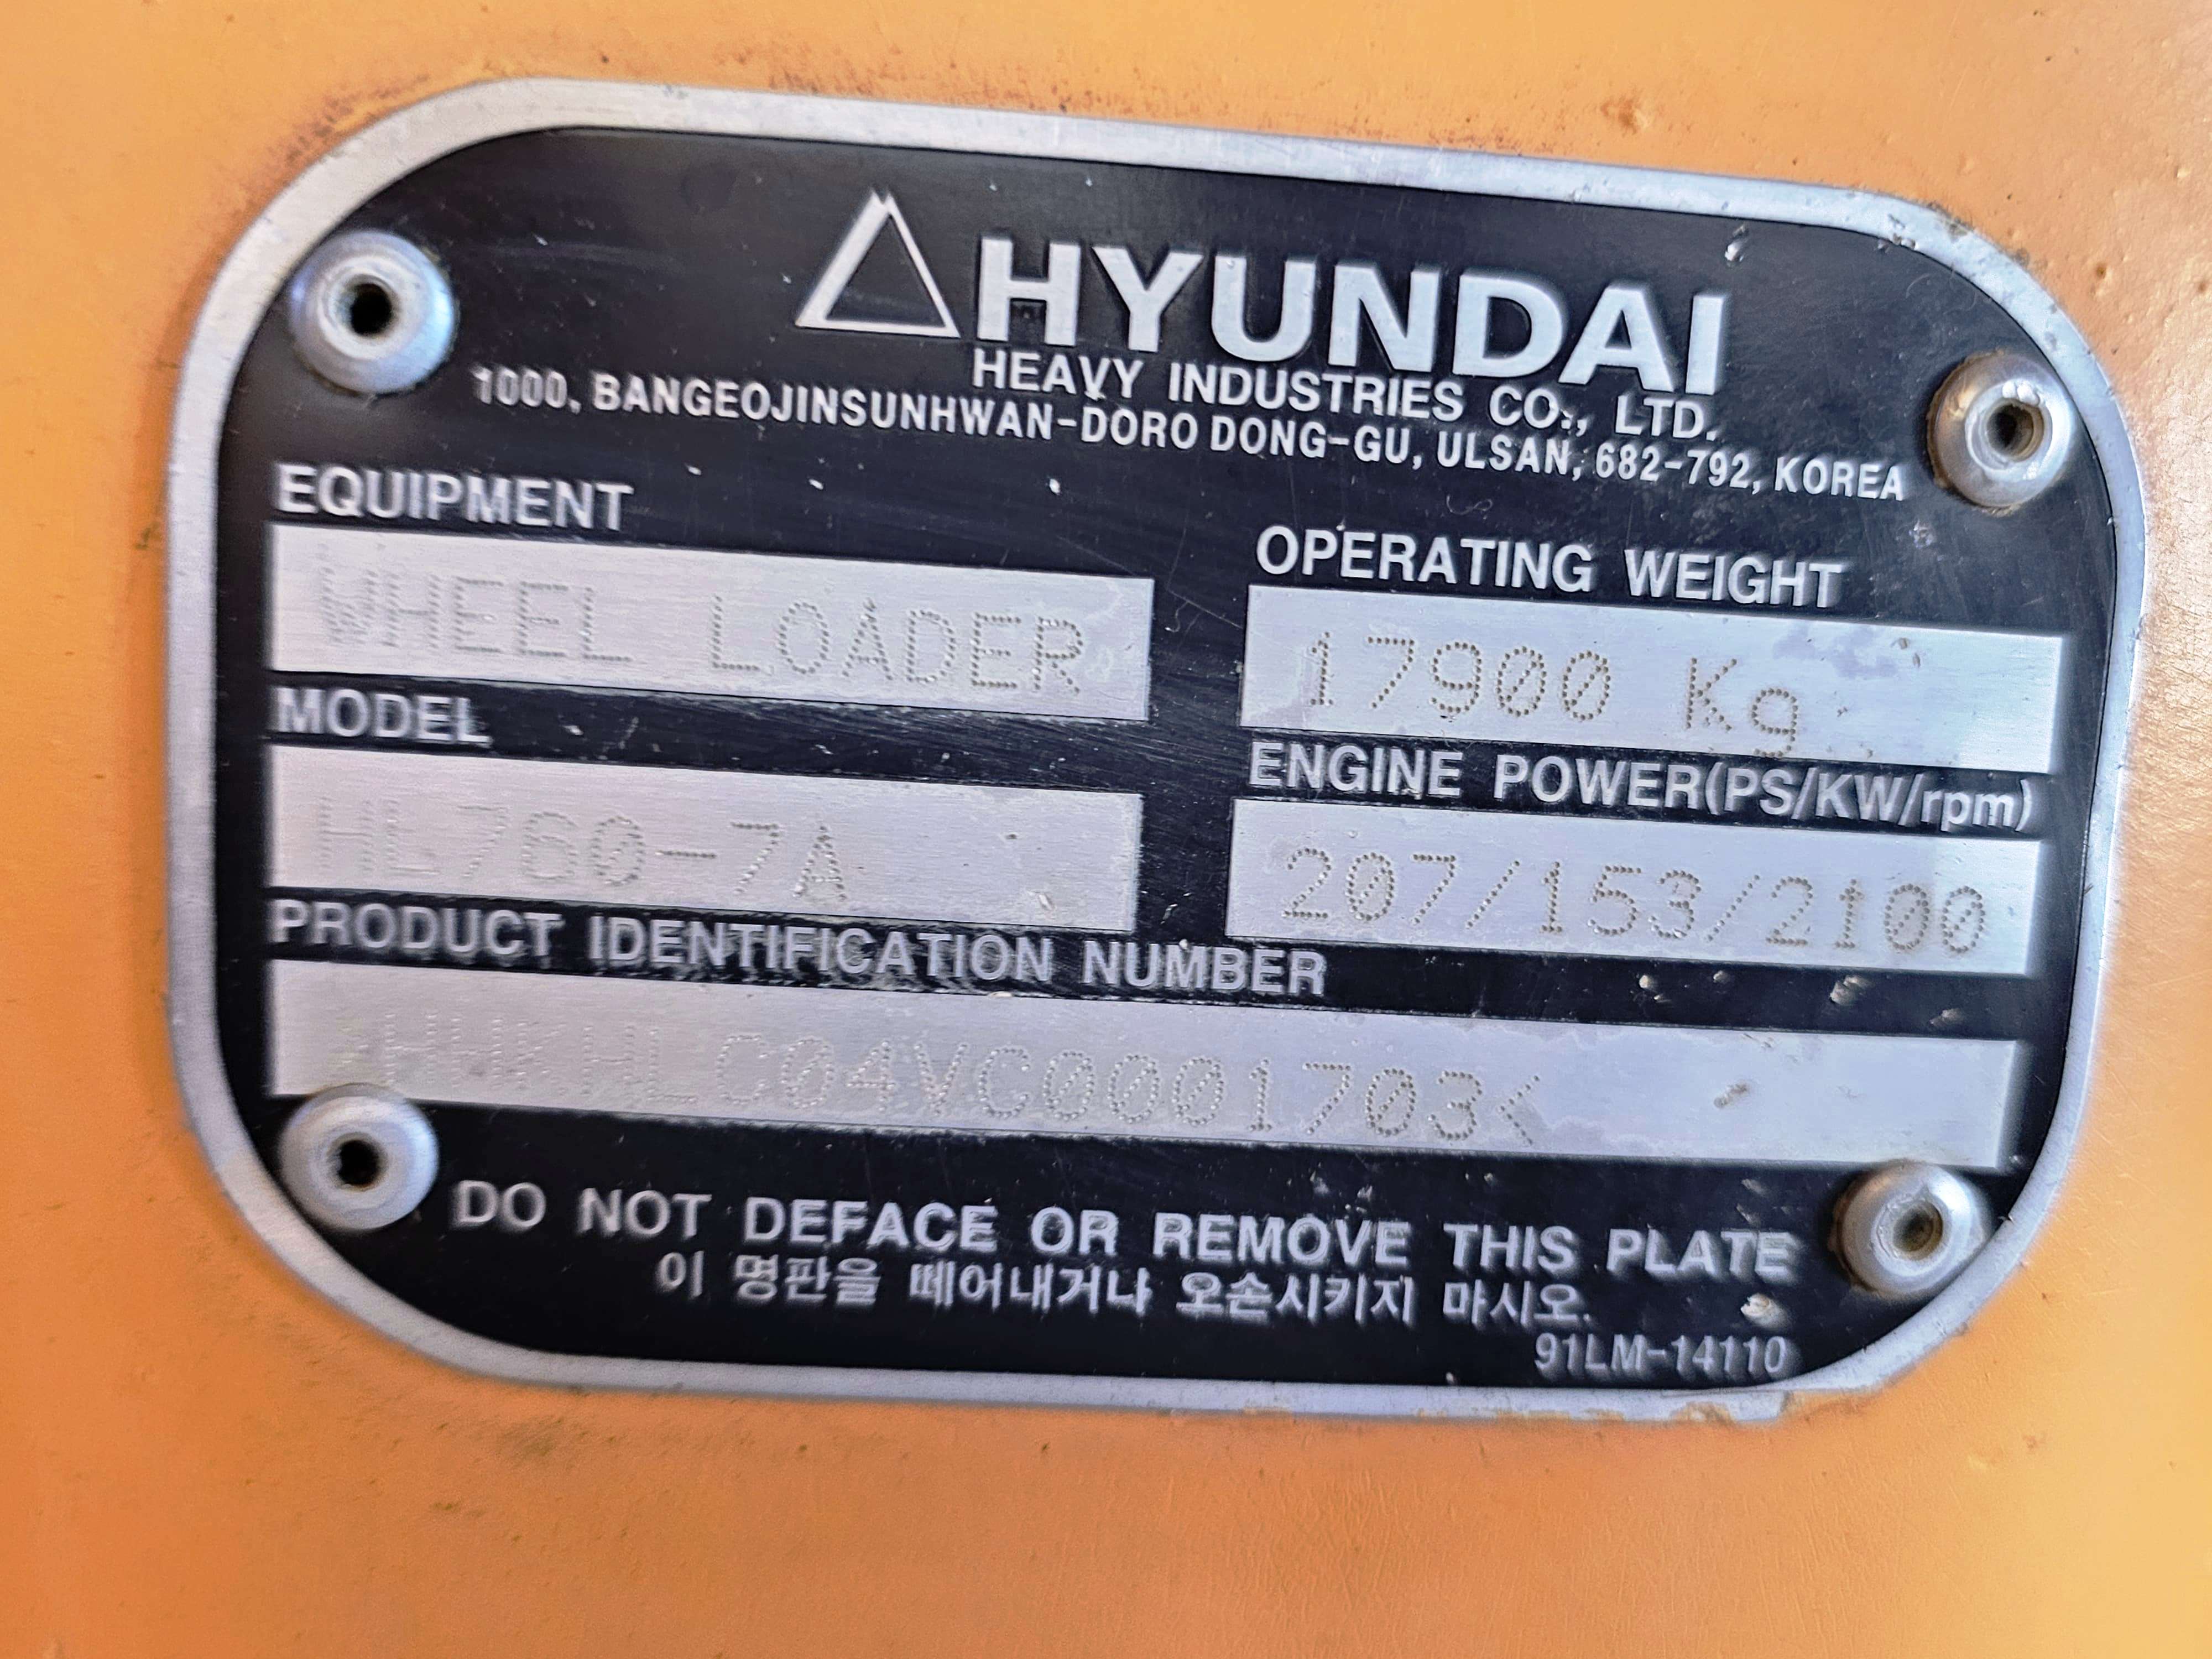 HYUNDAI
HEAVY INDUSTRIES CO., LTD.
1000, BANGEOJINSUNHWAN-DORO DONG-GU, ULSAN, 682-792, KOREA
EQUIPMENT
WHEEL LOADER
OPERATING WEIGHT
17900 Kg
MODEL
HL760-7A
ENGINE POWER(PS/KW/rpm)
207/153/2100
PRODUCT IDENTIFICATION NUMBER
>HHKHLC04VC0001703<
DO NOT DEFACE OR REMOVE THIS PLATE
이 명판을 떼어내거나 오손시키지 마시오.
91LM-14110